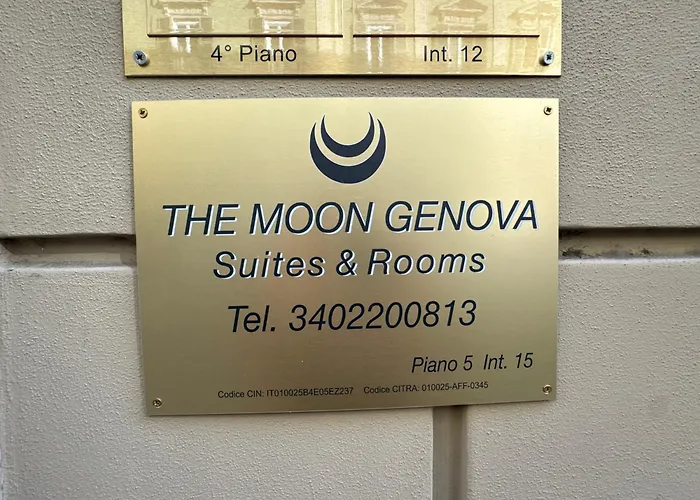 4° Piano Int. 12
THE MOON GENOVA
Suites & Rooms
Tel. 3402200813
Piano 5 Int. 15
Codice CIN: IT010025B4E05EZ237 Codice CITRA: 010025-AFF-0345